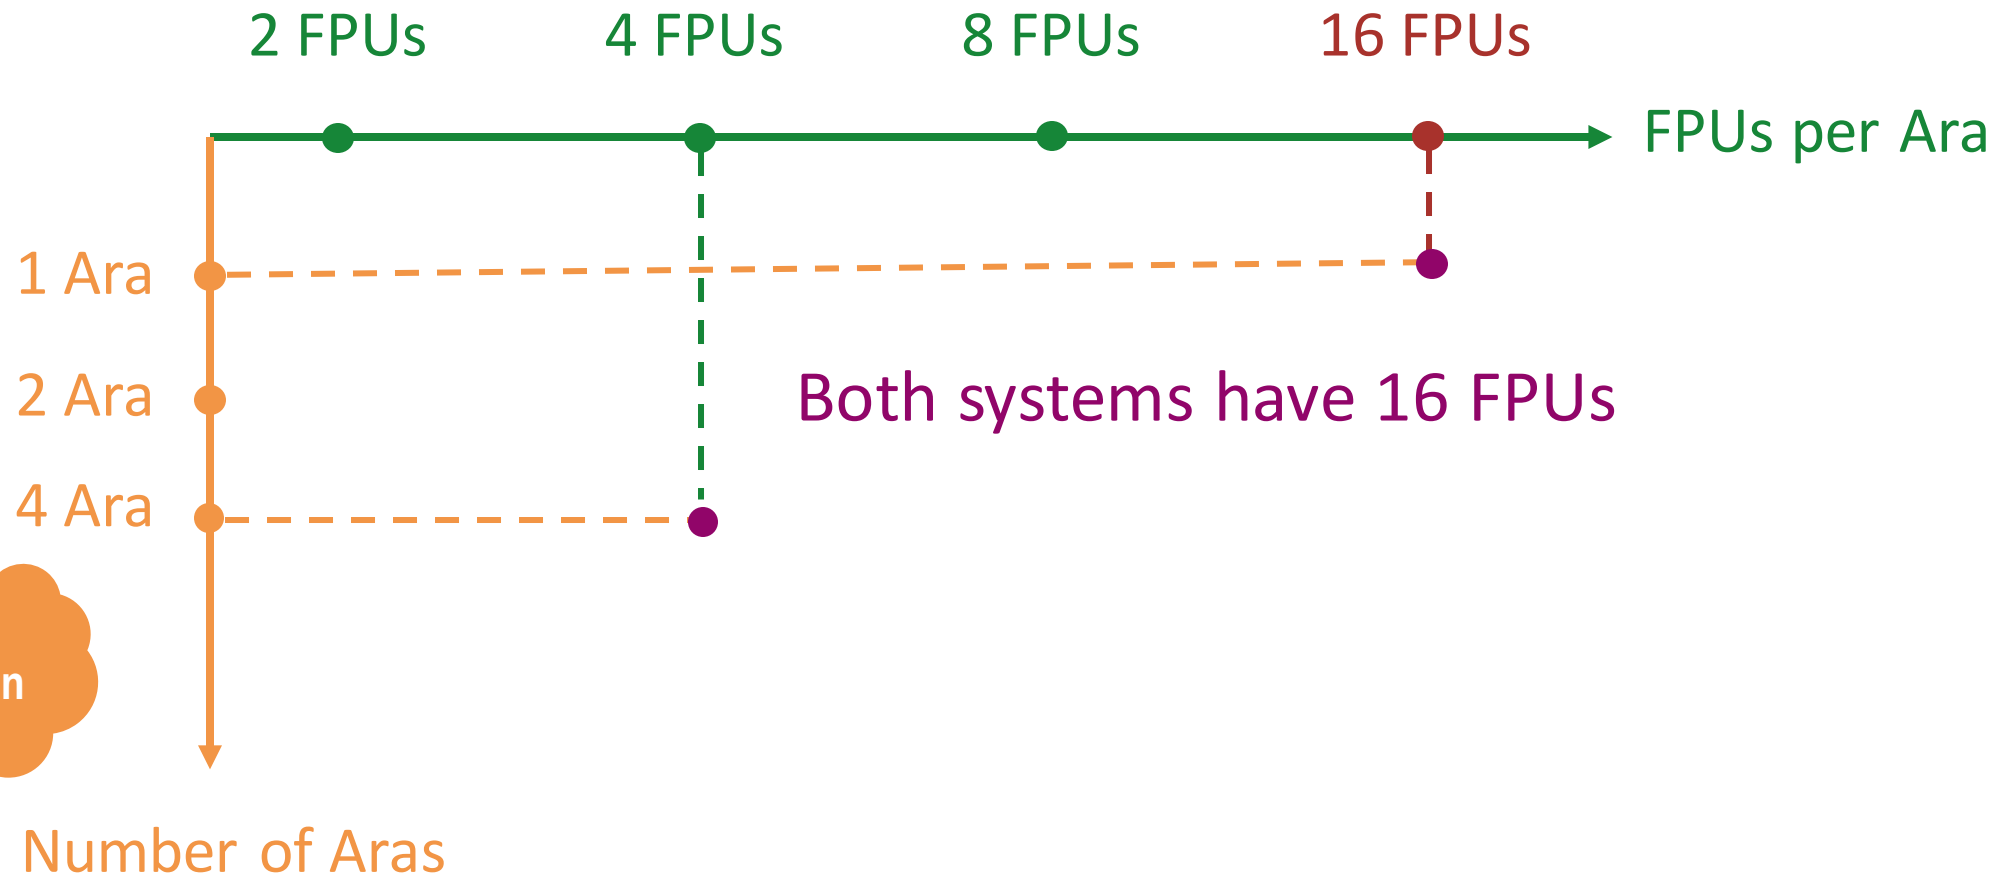 2 FPUs
4 FPUs
8 FPUs
16 FPUs
FPUs per Ara
1 Ara
2 Ara
Both systems have 16 FPUs
4 Ara
n
Number of Aras